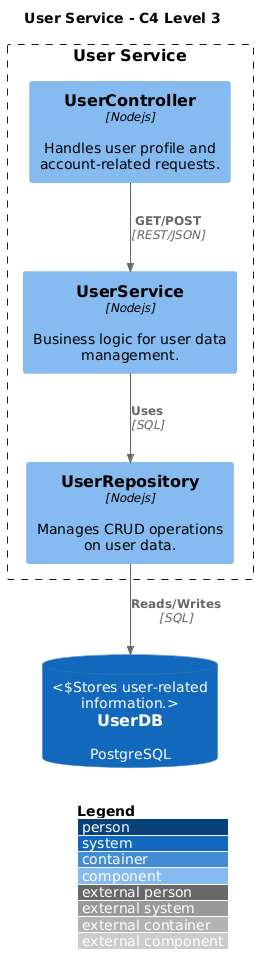 User Service - C4 Level 3
User Service
UserController
[Nodejs]
Handles user profile and
account-related requests.
GET/POST
[REST/JSON]
UserService
[Nodejs]
Business logic for user data
management.
Uses
[SQL]
UserRepository
[Nodejs]
Manages CRUD operations
on user data.
Reads/Writes
[SQL]
<$Stores user-related
information.>
UserDB
PostgreSQL
Legend
person
system
container
component
external person
external system
external container
external component